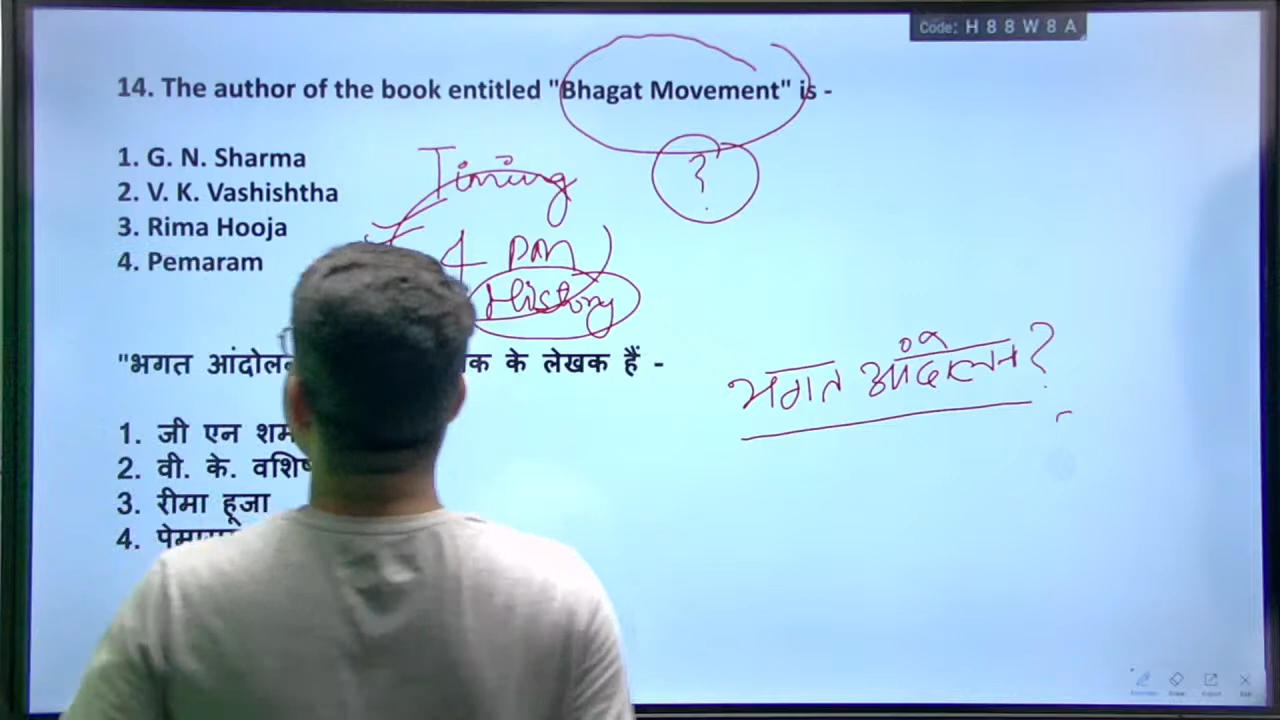 Code: H 8 8 W 8 A
14. The author of the book entitled "Bhagat Movement" is -
?
1. G. N. Sharma
2. V. K. Vashishtha
3. Rima Hooja
4. Pemaram
Timing
4 PM
History
"भगत आंदोल
के लेखक हैं -
भगत आंदोलन ?
1. जी एन शम
2. वी. के. वशिष
3. रीमा हूजा
4.